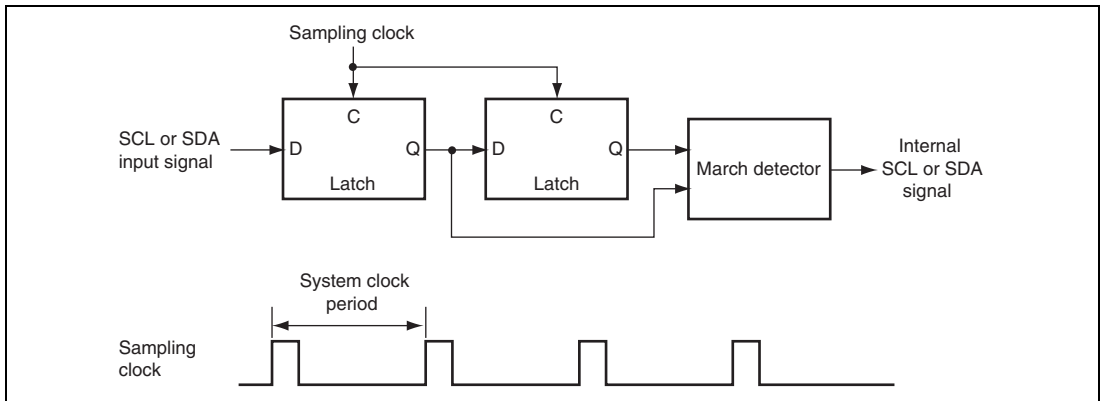 Sampling clock
C
C
SCL or SDA
input signal
D
Q
D
Q
Latch
Latch
March detector
Internal
SCL or SDA
signal
System clock
period
Sampling
clock